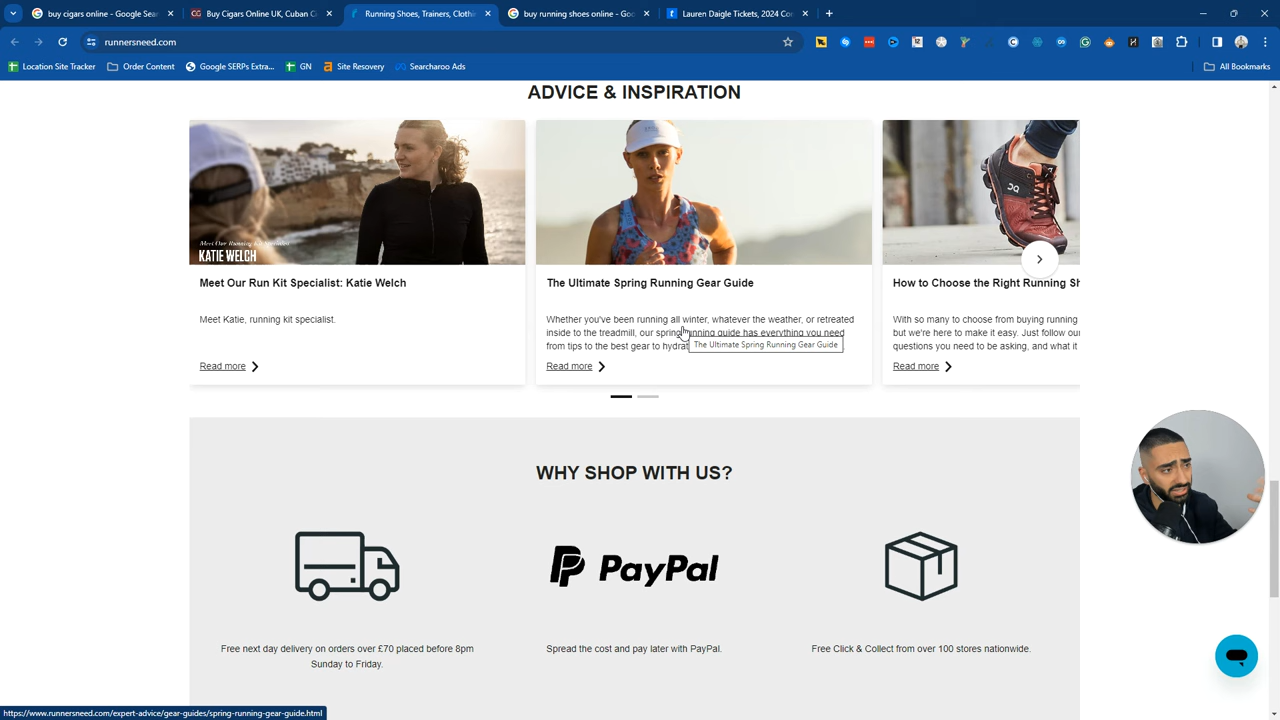 buy cigars online - Google Sea
Buy Cigars Online UK, Cuban C
Running Shoes, Trainers, Clothi
buy running shoes online - Goo
Lauren Daigle Tickets, 2024 Con
runnersneed.com
Location Site Tracker
Order Content
Google SERPs Extra...
GN
Site Recovery
Searcharoo Ads
All Bookmarks
ADVICE & INSPIRATION
Meet Our Running Kit Specialist
KATIE WELCH
Meet Our Run Kit Specialist: Katie Welch
Meet Katie, running kit specialist.
Read more
The Ultimate Spring Running Gear Guide
Whether you've been running all winter, whatever the weather, or retreated
inside to the treadmill, our spring running guide has everything you need
from tips to the best gear to hydrat
The Ultimate Spring Running Gear Guide
Read more
How to Choose the Right Running Sh
With so many to choose from buying running
but we're here to make it easy. Just follow our
questions you need to be asking, and what it
Read more
WHY SHOP WITH US?
PayPal
Free next day delivery on orders over £70 placed before 8pm
Sunday to Friday.
Spread the cost and pay later with PayPal.
Free Click & Collect from over 100 stores nationwide.
https://www.runnersneed.com/expert-advice/gear-guides/spring-running-gear-guide.html